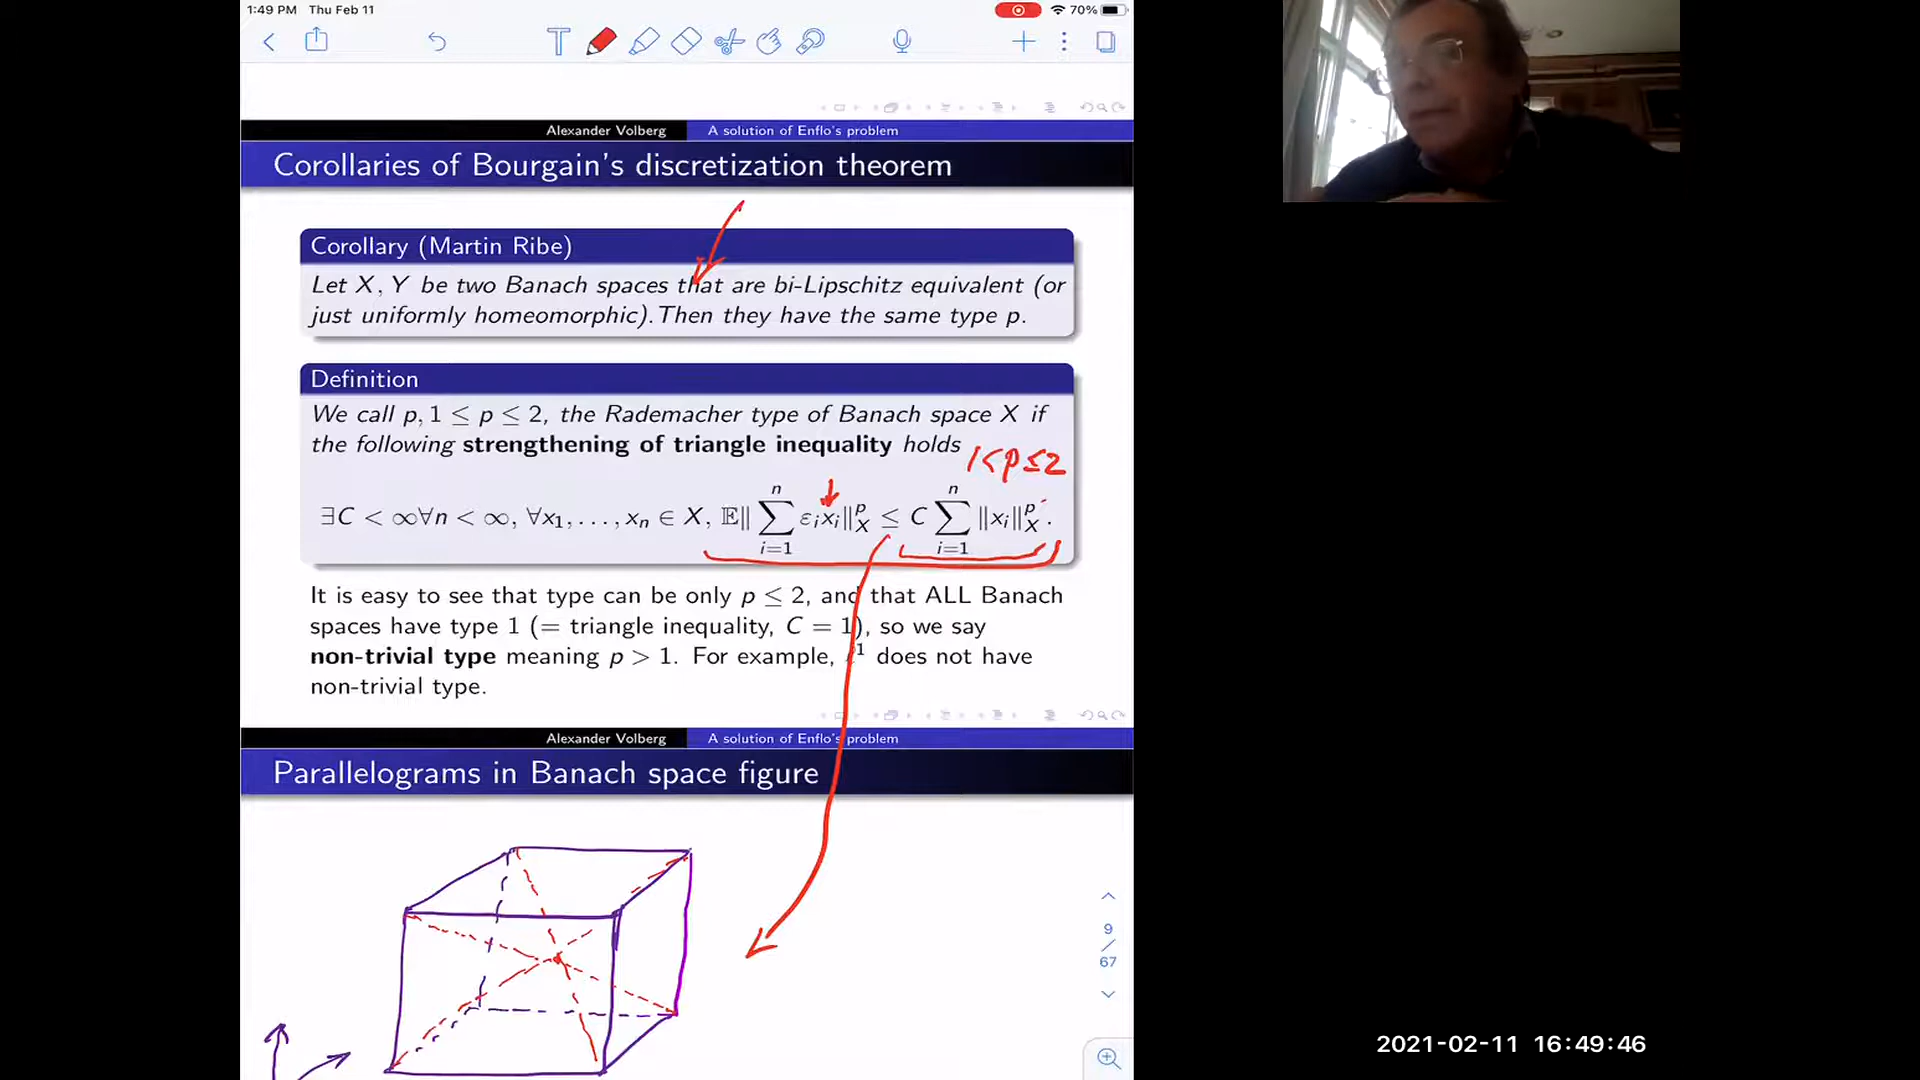 1:49 PM Thu Feb 11
70%
Alexander Volberg A solution of Enflo's problem
Corollaries of Bourgain's discretization theorem
Corollary (Martin Ribe)
Let X, Y be two Banach spaces that are bi-Lipschitz equivalent (or
just uniformly homeomorphic).Then they have the same type p.
Definition
We call p, 1 ≤ p ≤ 2, the Rademacher type of Banach space X if
the following strengthening of triangle inequality holds
1<p≤2
∃C < ∞∀n < ∞, ∀x₁, . . . , xₙ ∈ X, 𝔼‖ ∑ⁿᵢ₌₁ εᵢxᵢ‖ᵖ_X ≤ C ∑ⁿᵢ₌₁ ‖xᵢ‖ᵖ_X .
It is easy to see that type can be only p ≤ 2, and that ALL Banach
spaces have type 1 (= triangle inequality, C = 1), so we say
non-trivial type meaning p > 1. For example, ℓ¹ does not have
non-trivial type.
Alexander Volberg A solution of Enflo's problem
Parallelograms in Banach space figure
9
/
67
2021-02-11 16:49:46